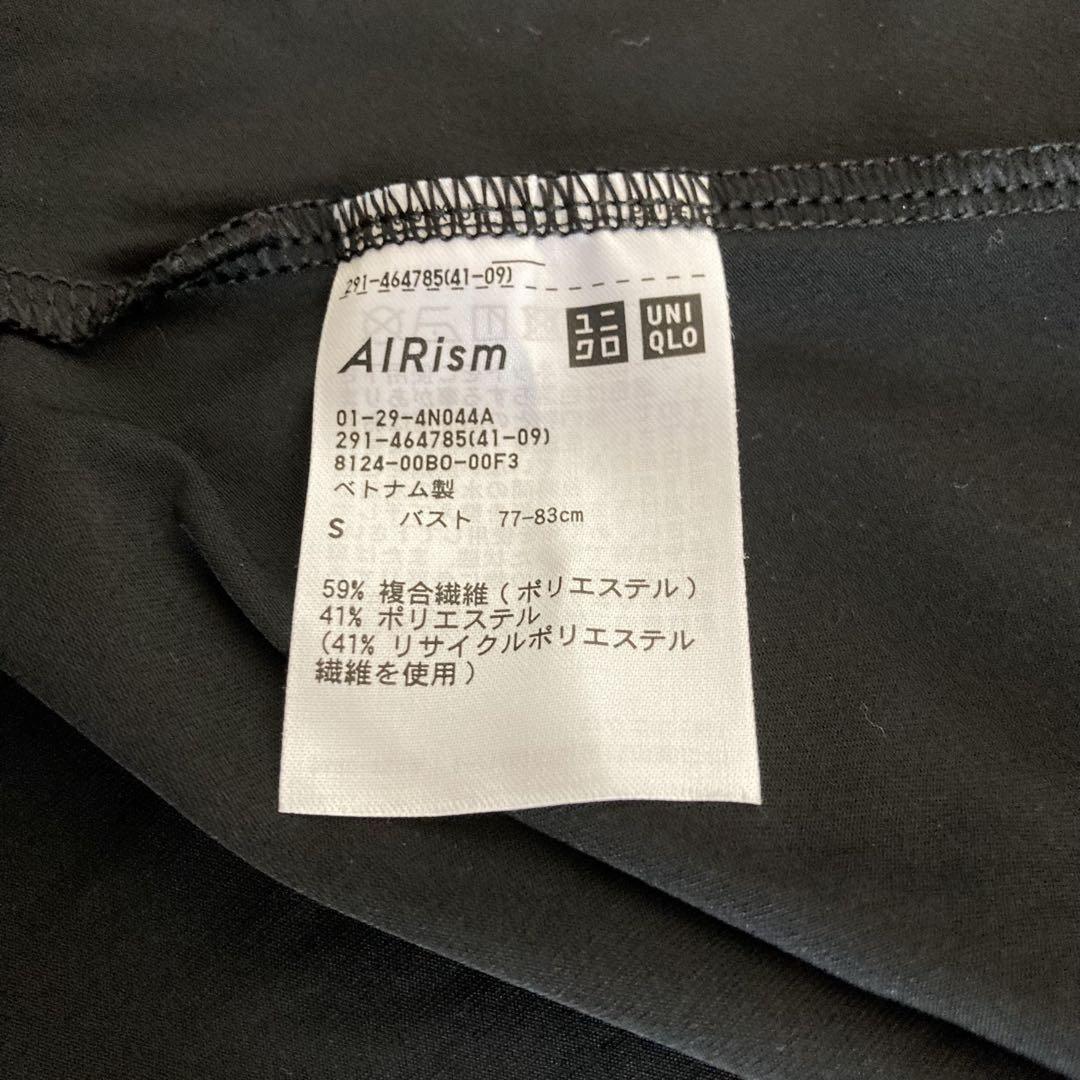 291-464785(41-09)
AIRism ユニクロ UNIQLO
01-29-4N044A
291-464785(41-09)
8124-00B0-00F3
ベトナム製
S バスト 77-83cm
59% 複合繊維(ポリエステル)
41% ポリエステル
(41% リサイクルポリエステル
繊維を使用)